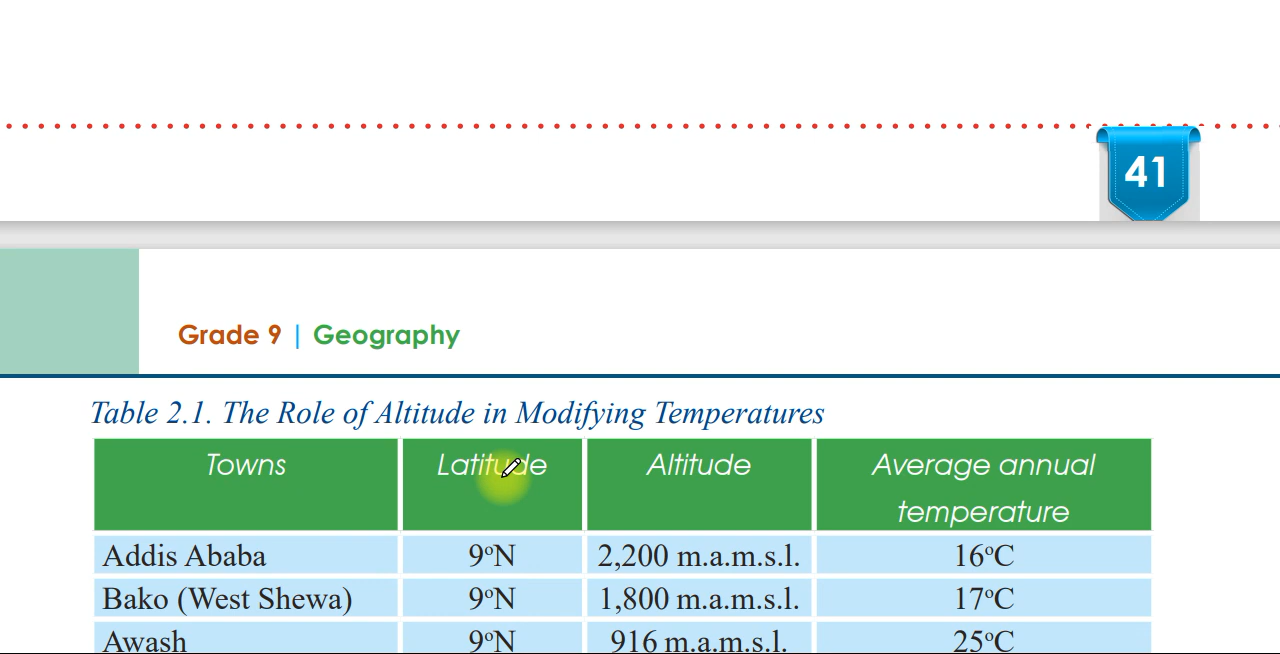 41
Grade 9 | Geography
Table 2.1. The Role of Altitude in Modifying Temperatures
Towns Latitude Altitude Average annual temperature
Addis Ababa 9ºN 2,200 m.a.m.s.l. 16ºC
Bako (West Shewa) 9ºN 1,800 m.a.m.s.l. 17ºC
Awash 9ºN 916 m.a.m.s.l. 25ºC